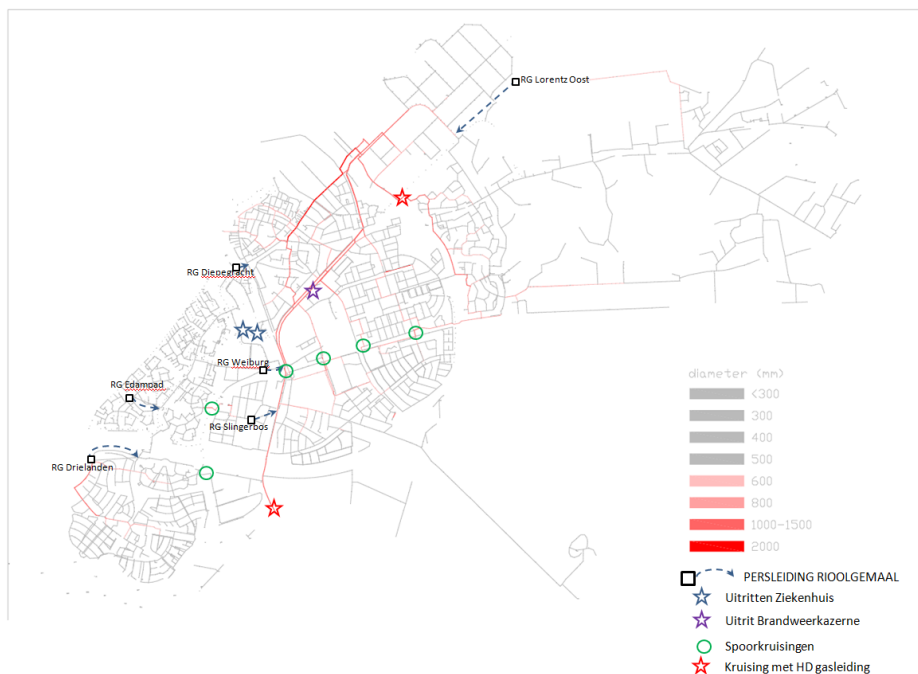 RG Lorentz Oost
RG Diepegracht
RG Weiburg
RG Edampad
RG Slingerbos
RG Drielanden
diameter (mm)
<300
300
400
500
600
800
1000-1500
2000
PERSLEIDING RIOOLGEMAAL
Uitritten Ziekenhuis
Uitrit Brandweerkazerne
Spoorkruisingen
Kruising met HD gasleiding